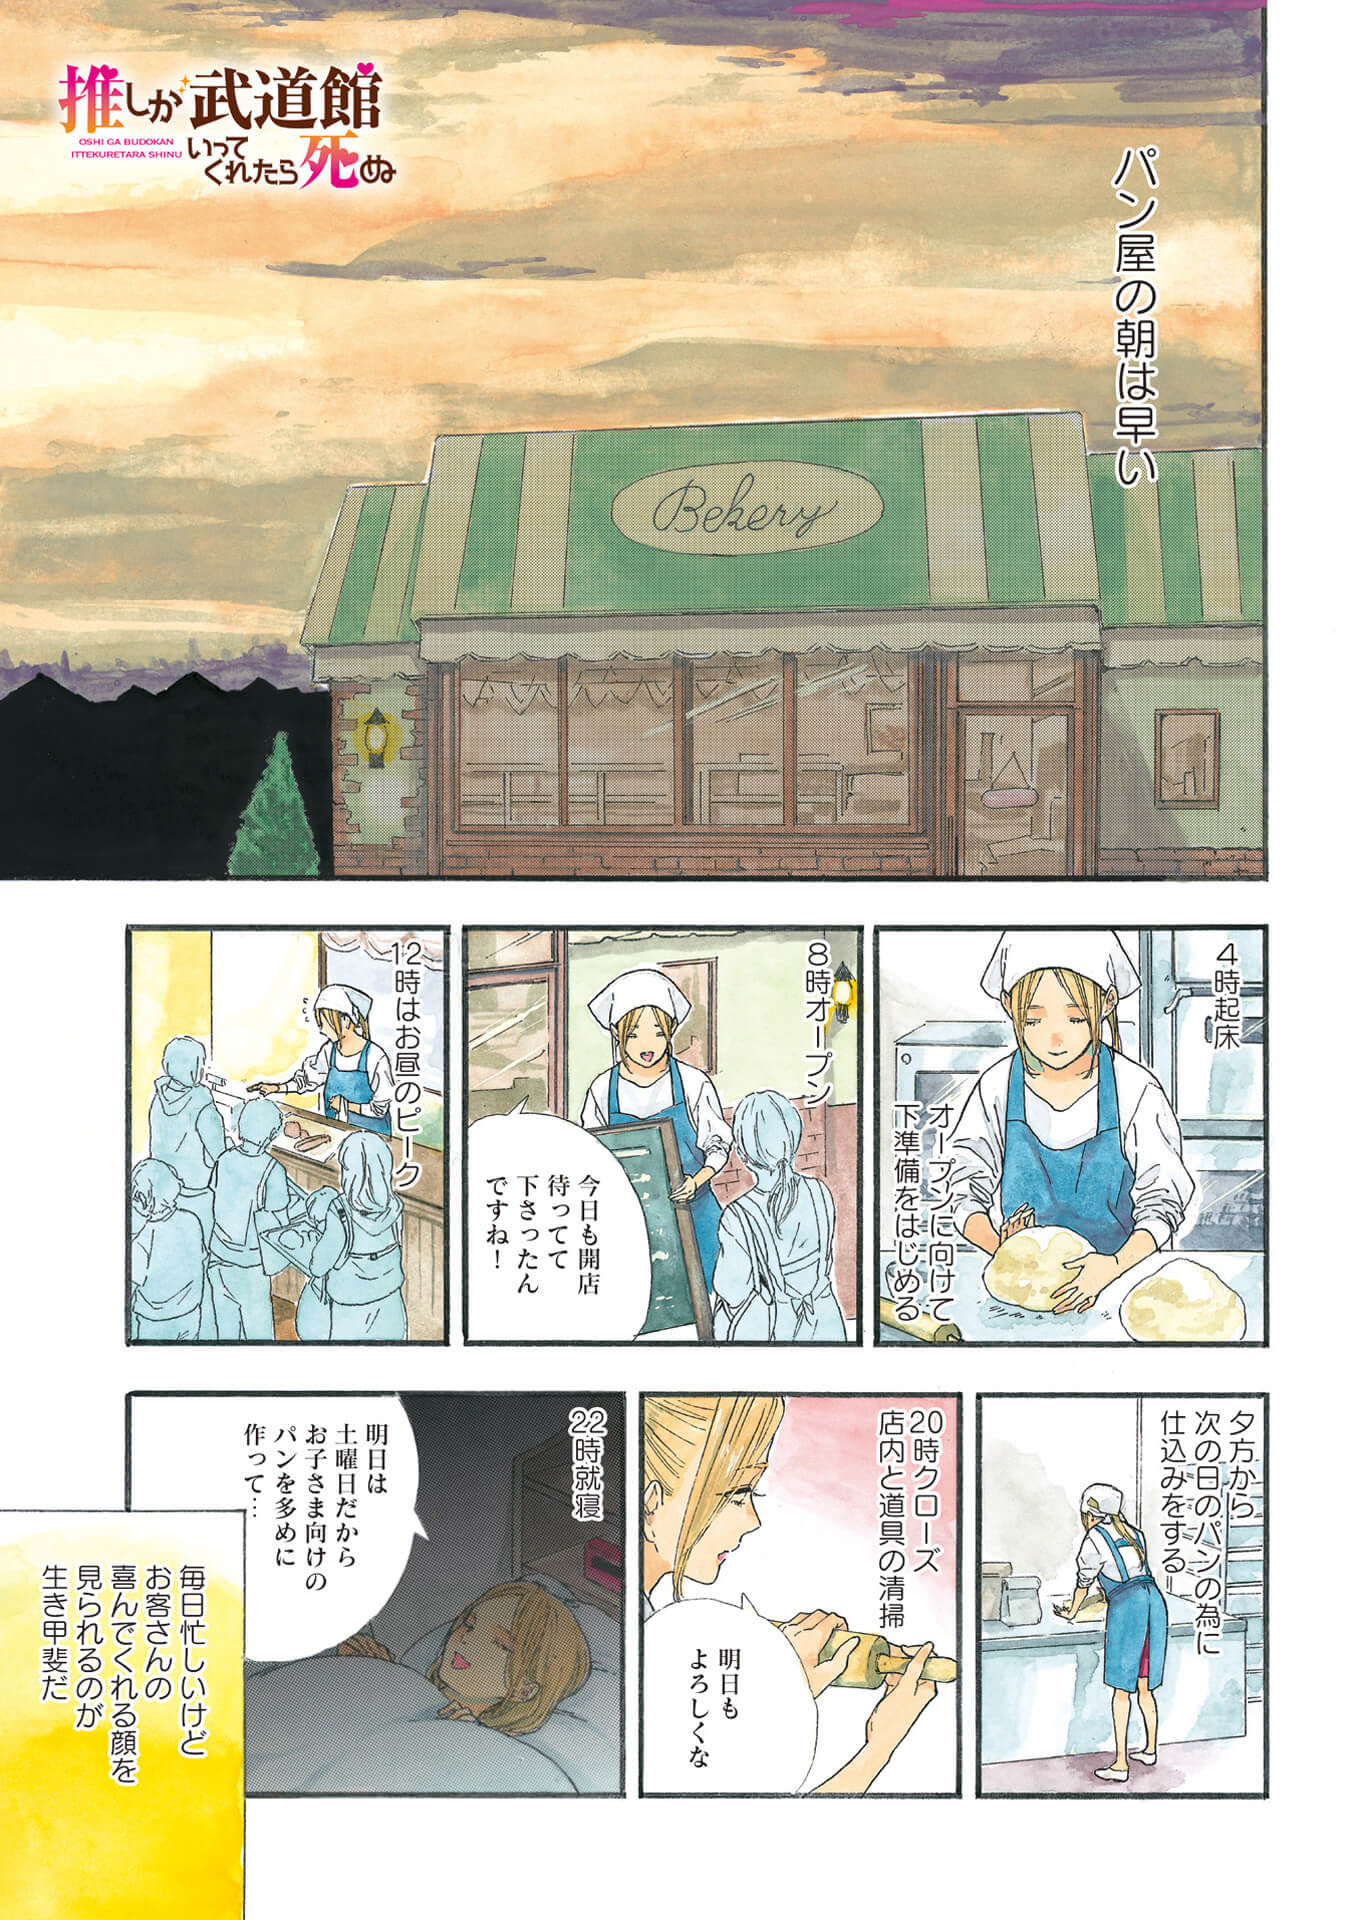 推しが武道館
いって
くれたら死ぬ
OSHI GA BUDOKAN
ITTEKURETARA SHINU
パン屋の朝は早い
Bekery
4時起床
オープンに向けて
下準備をはじめる
8時オープン
今日も開店
待ってて
下さったん
ですね！
12時はお昼のピーク
夕方から
次の日のパンの為に
仕込みをする
20時クローズ
店内と道具の清掃
明日も
よろしくな
22時就寝
明日は
土曜日だから
お子さま向けの
パンを多めに
作って…
毎日忙しいけど
お客さんの
喜んでくれる顔を
見られるのが
生き甲斐だ